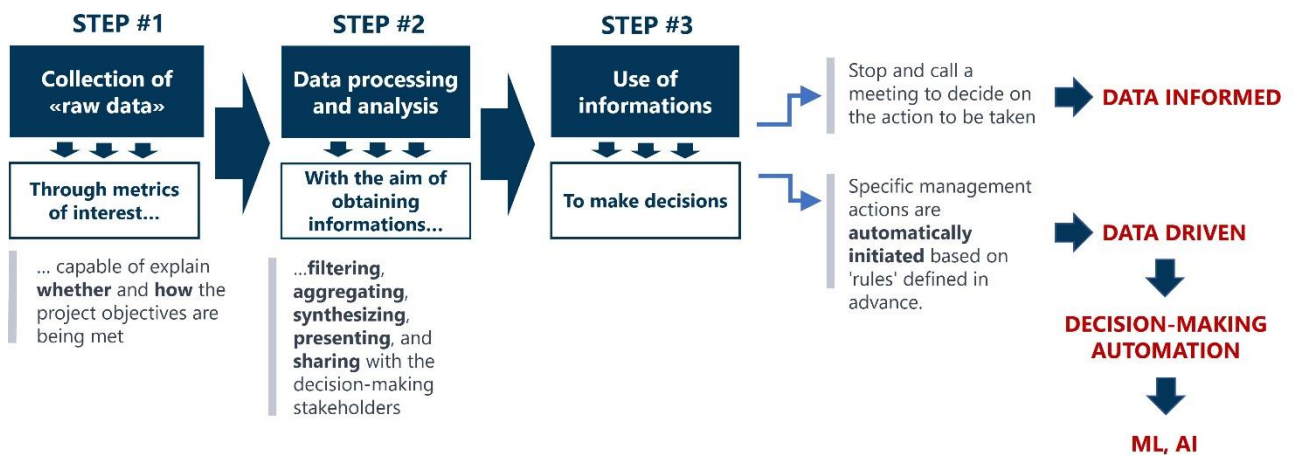 STEP #1
Collection of
«raw data»
Through metrics
of interest...
... capable of explain
whether and how the
project objectives are
being met
STEP #2
Data processing
and analysis
With the aim of
obtaining
informations...
...filtering,
aggregating,
synthesizing,
presenting, and
sharing with the
decision-making
stakeholders
STEP #3
Use of
informations
To make decisions
Stop and call a
meeting to decide on
the action to be taken
DATA INFORMED
Specific management
actions are
automatically
initiated based on
'rules' defined in
advance.
DATA DRIVEN
DECISION-MAKING
AUTOMATION
ML, AI